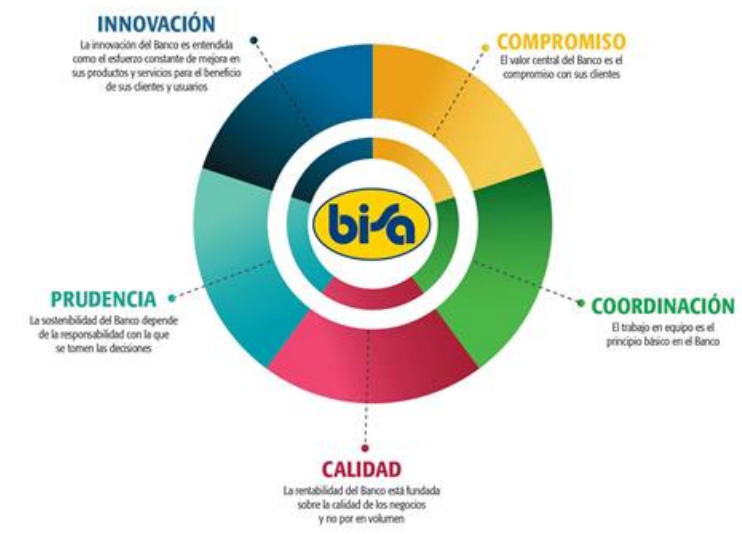 INNOVACIÓN
La innovación del Banco es entendida
como el esfuerzo constante de mejora en
sus productos y servicios para el beneficio
de sus clientes y usuarios
COMPROMISO
El valor central del Banco es el
compromiso con sus clientes
bisa
PRUDENCIA
La sostenibilidad del Banco depende
de la responsabilidad con la que
se tomen las decisiones
COORDINACIÓN
El trabajo en equipo es el
principio básico en el Banco
CALIDAD
La rentabilidad del Banco está fundada
sobre la calidad de los negocios
y no por en volumen